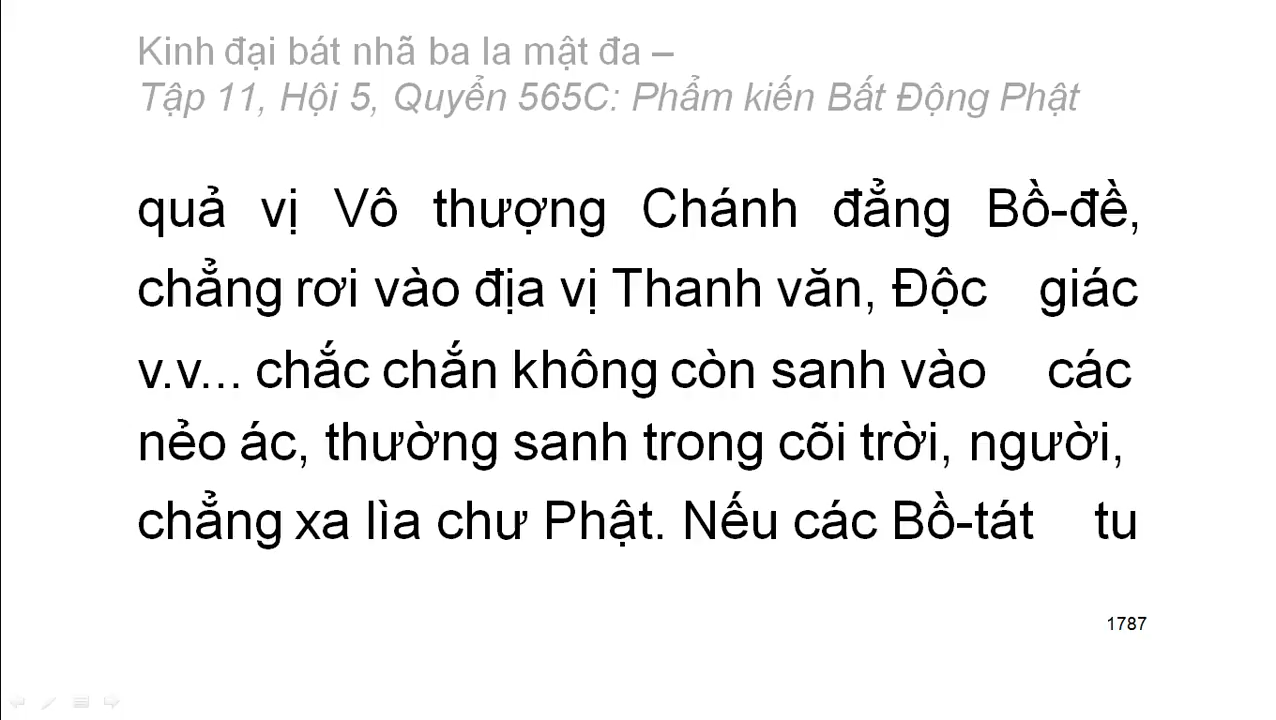 Kinh đại bát nhã ba la mật đa –
Tập 11, Hội 5, Quyển 565C: Phẩm kiến Bất Động Phật
quả vị Vô thượng Chánh đẳng Bồ-đề,
chẳng rơi vào địa vị Thanh văn, Độc giác
v.v... chắc chắn không còn sanh vào các
nẻo ác, thường sanh trong cõi trời, người,
chẳng xa lìa chư Phật. Nếu các Bồ-tát tu
1787